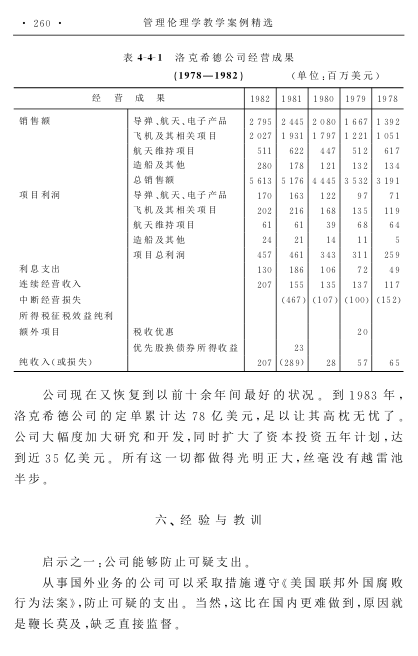 · 260 · 管理伦理学教学案例精选
表 4-4-1 洛克希德公司经营成果
(1978—1982) (单位:百万美元)
经 营 成 果 1982 1981 1980 1979 1978
销售额 导弹、航天、电子产品 2 795 2 445 2 080 1 667 1 392
飞机及其相关项目 2 027 1 931 1 797 1 221 1 051
航天维持项目 511 622 447 512 617
造船及其他 280 178 121 132 134
总销售额 5 613 5 176 4 445 3 532 3 191
项目利润 导弹、航天、电子产品 170 163 122 97 71
飞机及其相关项目 202 216 168 135 119
航天维修项目 61 61 39 68 64
造船及其他 24 21 14 11 5
项目总利润 457 461 343 311 259
利息支出 130 186 106 72 49
连续经营收入 207 155 135 137 117
中断经营损失 (467) (107) (100) (152)
所得税征税效益纯利
额外项目 税收优惠 20
优先股换债券所得收益 23
纯收入(或损失) 207 (289) 28 57 65
公司现在又恢复到以前十余年间最好的状况。到 1983 年,
洛克希德公司的定单累计达 78 亿美元,足以让其高枕无忧了。
公司大幅度加大研究和开发,同时扩大了资本投资五年计划,达
到近 35 亿美元。所有这一切都做得光明正大,丝毫没有越雷池
半步。
六、经验与教训
启示之一:公司能够防止可疑支出。
从事国外业务的公司可以采取措施遵守《美国联邦外国腐败
行为法案》,防止可疑的支出。当然,这比在国内更难做到,原因就
是鞭长莫及,缺乏直接监督。